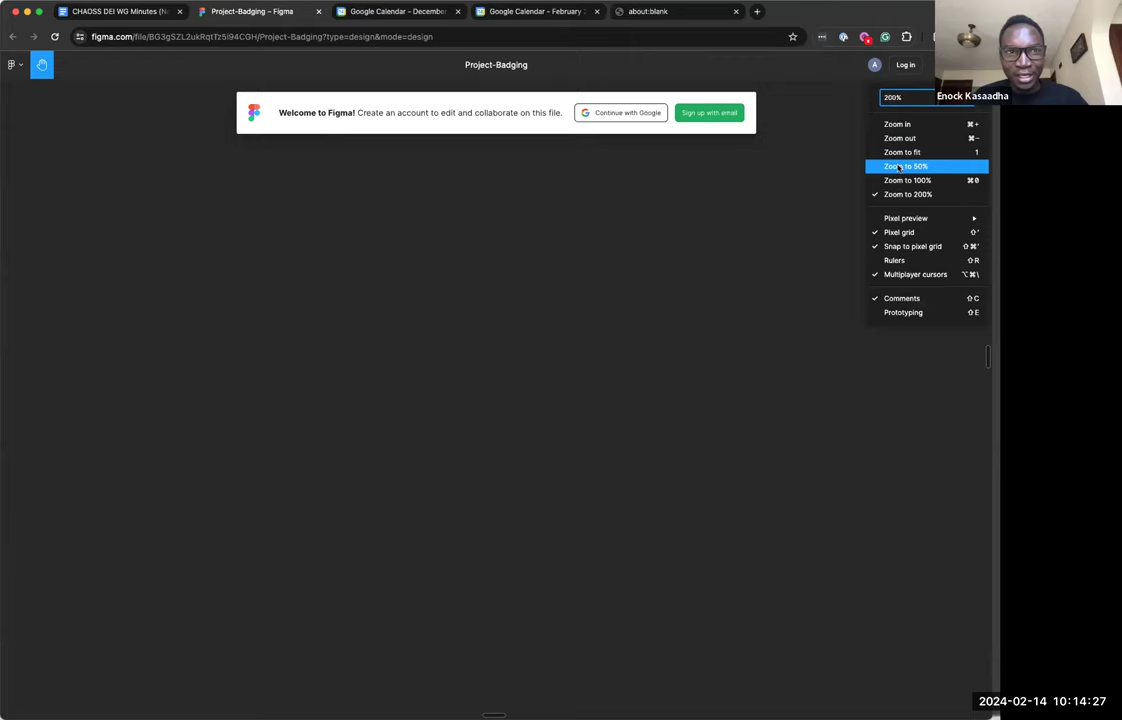 CHAOSS DEI WG Minutes (N
Project-Badging – Figma
Google Calendar - December
Google Calendar - February
about:blank
figma.com/file/BG3gSZL2ukRqtTz5i94CGH/Project-Badging?type=design&mode=design
Project-Badging
A
Log in
Enock Kasaadha
200%
Welcome to Figma! Create an account to edit and collaborate on this file.
Continue with Google
Sign up with email
Zoom in ⌘+
Zoom out ⌘−
Zoom to fit 1
Zoom to 50%
Zoom to 100% ⌘0
Zoom to 200%
Pixel preview
Pixel grid ⇧'
Snap to pixel grid ⇧⌘'
Rulers ⇧R
Multiplayer cursors ⌥⌘\
Comments ⇧C
Prototyping ⇧E
2024-02-14 10:14:27